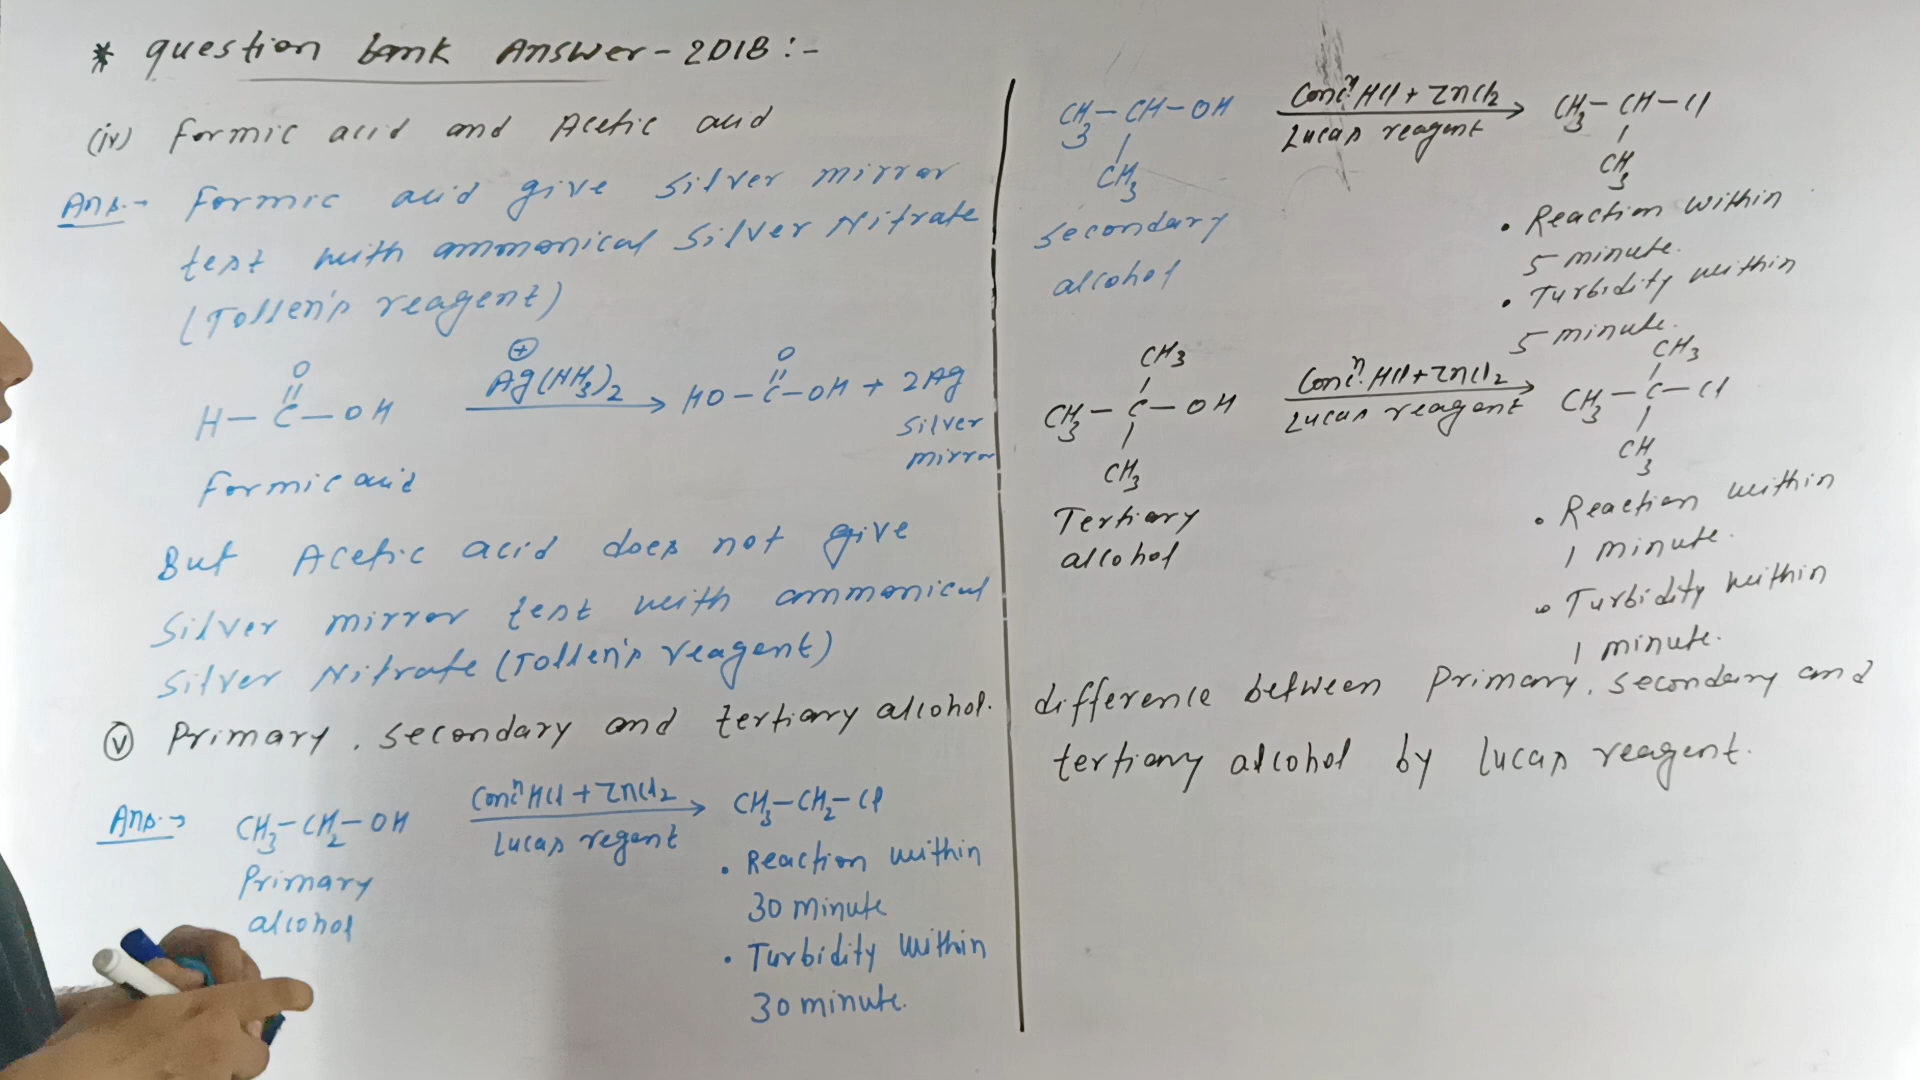 * question bank Answer - 2018 :-
(iv) Formic acid and Acetic acid
Ans.- Formic acid give silver mirror
test with ammonical Silver Nitrate
(Tollen's reagent)
O
||
H - C - OH
⊕
Ag(NH3)2
O
||
HO - C - OH + 2Ag
Silver
mirror
Formic acid
But Acetic acid does not give
Silver mirror test with ammonical
Silver Nitrate (Tollen's reagent)
(v) Primary, secondary and tertiary alcohol.
Ans.→ CH3-CH2-OH
Primary
alcohol
Concn HCl + ZnCl2
Lucas regent
CH3-CH2-Cl
• Reaction within
30 minute
• Turbidity within
30 minute.
CH3-CH-OH
|
CH3
secondary
alcohol
Concn. HCl + ZnCl2
Lucas reagent
CH3-CH-Cl
|
CH3
• Reaction within
5 minute.
• Turbidity within
5 minute.
CH3
|
CH3-C-OH
|
CH3
Tertiary
alcohol
Concn. HCl + ZnCl2
Lucas reagent
CH3
|
CH3-C-Cl
|
CH3
• Reaction within
1 minute.
• Turbidity within
1 minute.
difference between Primary, secondary and
tertiary alcohol by lucas reagent.